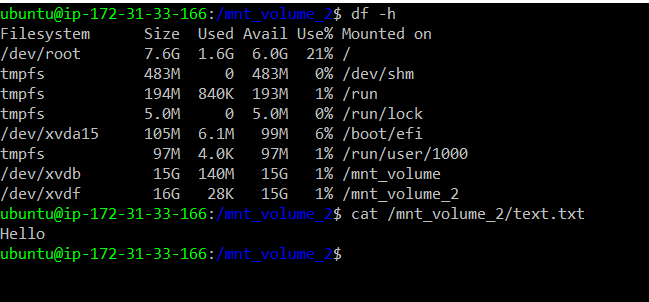 ubuntu@ip-172-31-33-166:/mnt_volume_2$ df -h
Filesystem      Size  Used Avail Use% Mounted on
/dev/root       7.6G  1.6G  6.0G  21% /
tmpfs           483M     0  483M   0% /dev/shm
tmpfs           194M  840K  193M   1% /run
tmpfs           5.0M     0  5.0M   0% /run/lock
/dev/xvda15     105M  6.1M   99M   6% /boot/efi
tmpfs            97M  4.0K   97M   1% /run/user/1000
/dev/xvdb        15G  140M   15G   1% /mnt_volume
/dev/xvdf        16G   28K   15G   1% /mnt_volume_2
ubuntu@ip-172-31-33-166:/mnt_volume_2$ cat /mnt_volume_2/text.txt
Hello
ubuntu@ip-172-31-33-166:/mnt_volume_2$